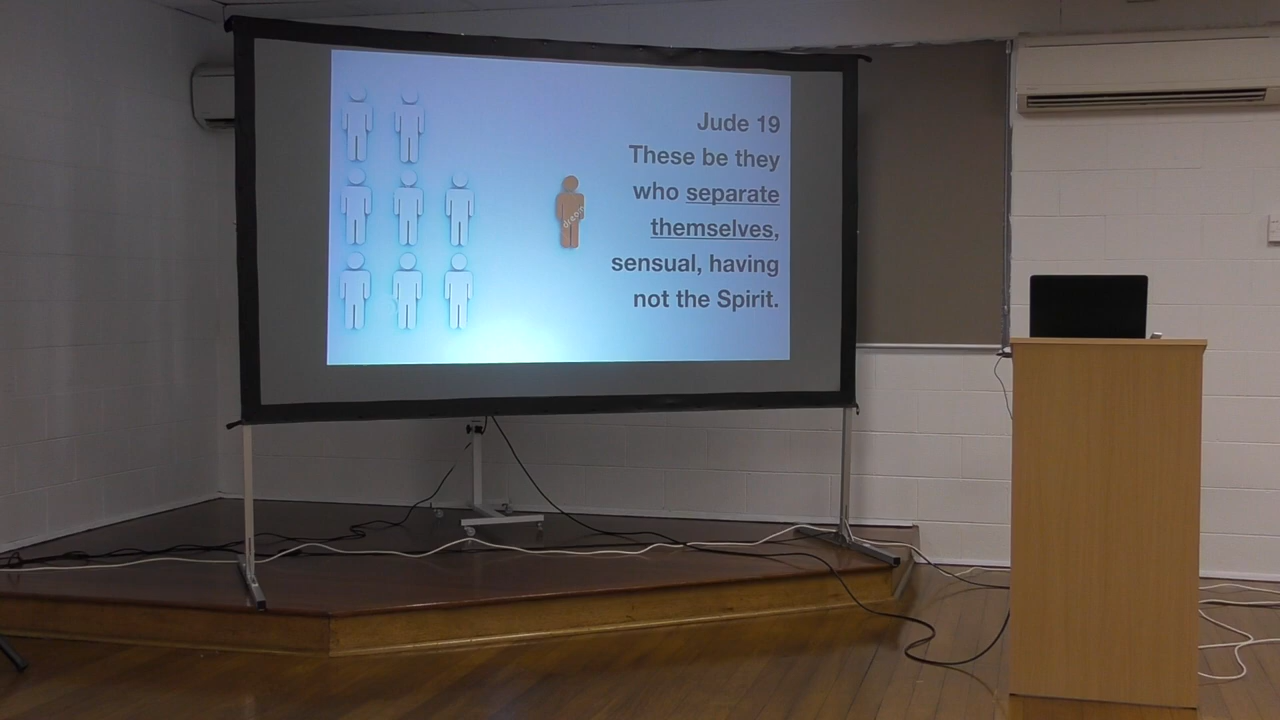 Jude 19
These be they
who separate
themselves,
sensual, having
not the Spirit.